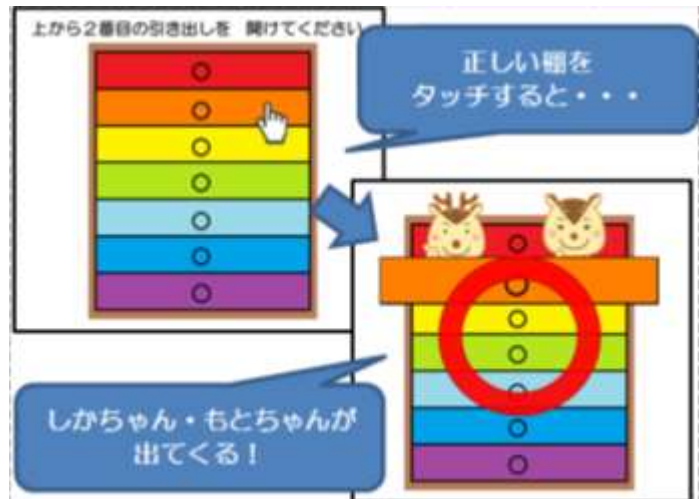 上から2番目の引き出しを 開けてください
正しい棚を
タッチすると・・・
しかちゃん・もとちゃんが
出てくる！